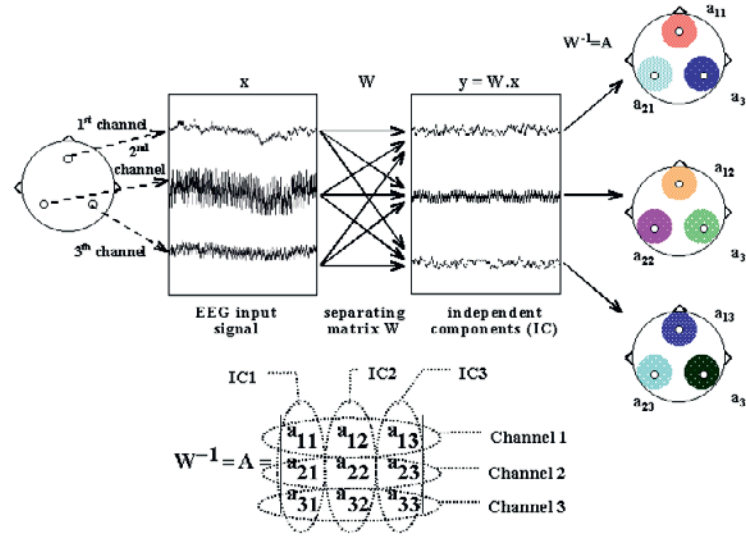 x
W
y = W.x
W-1=A
a11
a21
a3
1st channel
2nd
channel
3th channel
a12
a22
a3
EEG input
signal
separating
matrix W
independent
components (IC)
a13
a23
a3
IC1
IC2
IC3
W-1 = A =
a11 a12 a13
a21 a22 a23
a31 a32 a33
Channel 1
Channel 2
Channel 3